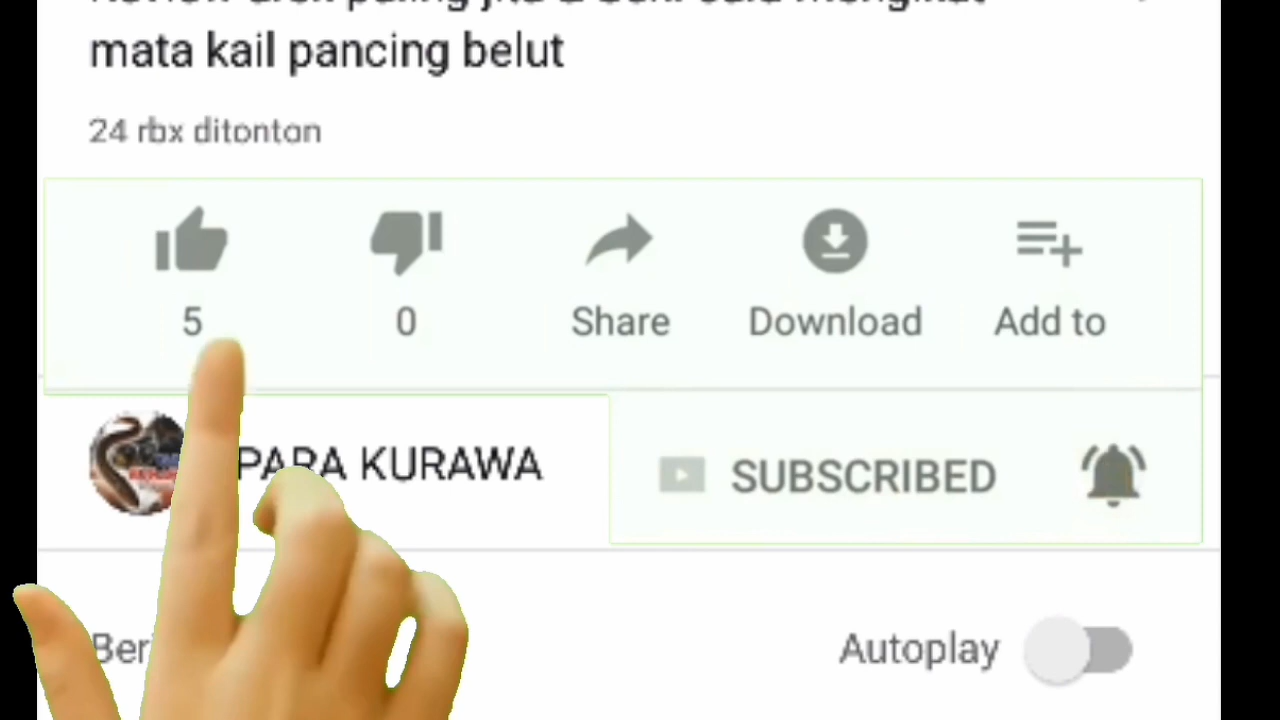 mata kail pancing belut
24 rbx ditonton
5
0
Share
Download
Add to
PARA KURAWA
SUBSCRIBED
Autoplay